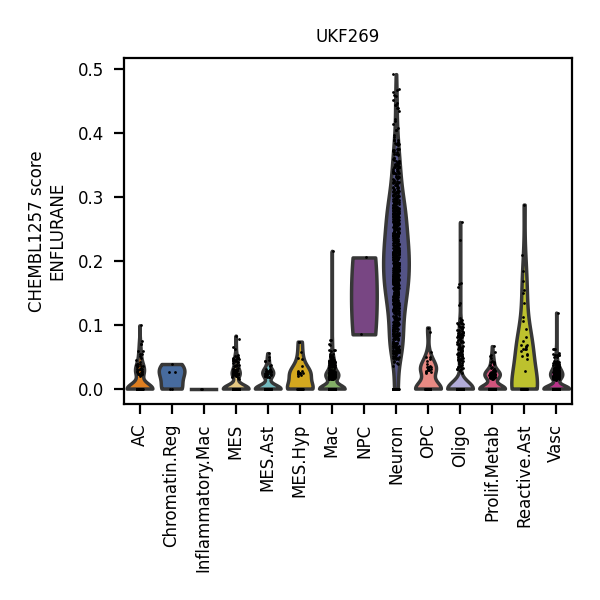 UKF269
CHEMBL1257 score
ENFLURANE
0.5
0.4
0.3
0.2
0.1
0.0
AC
Chromatin.Reg
Inflammatory.Mac
MES
MES.Ast
MES.Hyp
Mac
NPC
Neuron
OPC
Oligo
Prolif.Metab
Reactive.Ast
Vasc